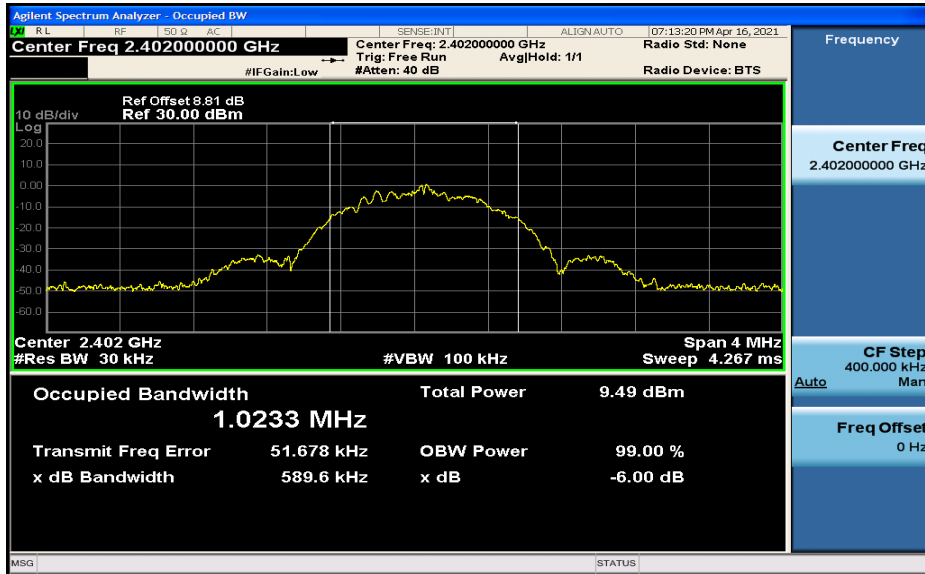 Agilent Spectrum Analyzer - Occupied BW
LXI RL RF 50 Ω AC SENSE:INT ALIGN AUTO 07:13:20 PM Apr 16, 2021
Center Freq 2.402000000 GHz
Center Freq: 2.402000000 GHz Radio Std: None
Trig: Free Run Avg|Hold: 1/1
#IFGain:Low #Atten: 40 dB Radio Device: BTS
Ref Offset 8.81 dB
10 dB/div Ref 30.00 dBm
Log
20.0
10.0
0.00
-10.0
-20.0
-30.0
-40.0
-50.0
-60.0
Center 2.402 GHz Span 4 MHz
#Res BW 30 kHz #VBW 100 kHz Sweep 4.267 ms
Occupied Bandwidth Total Power 9.49 dBm
1.0233 MHz
Transmit Freq Error 51.678 kHz OBW Power 99.00 %
x dB Bandwidth 589.6 kHz x dB -6.00 dB
MSG STATUS
Frequency
Center Freq
2.402000000 GHz
CF Step
400.000 kHz
Auto Man
Freq Offset
0 Hz